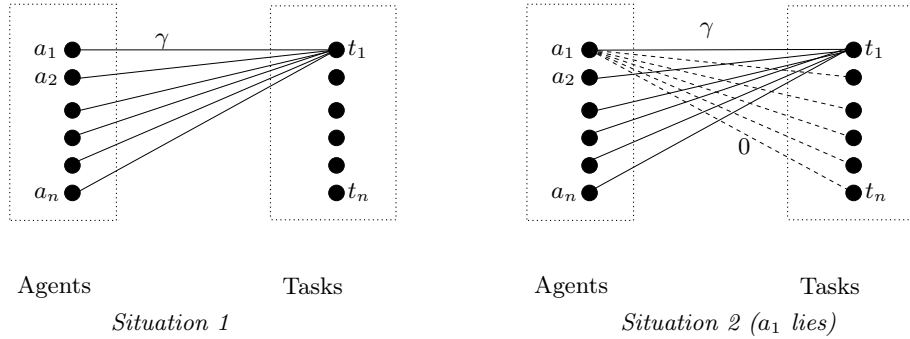 γ
a₁ t₁
a₂
aₙ tₙ
Agents Tasks
Situation 1
γ
a₁ t₁
a₂
0
aₙ tₙ
Agents Tasks
Situation 2 (a₁ lies)